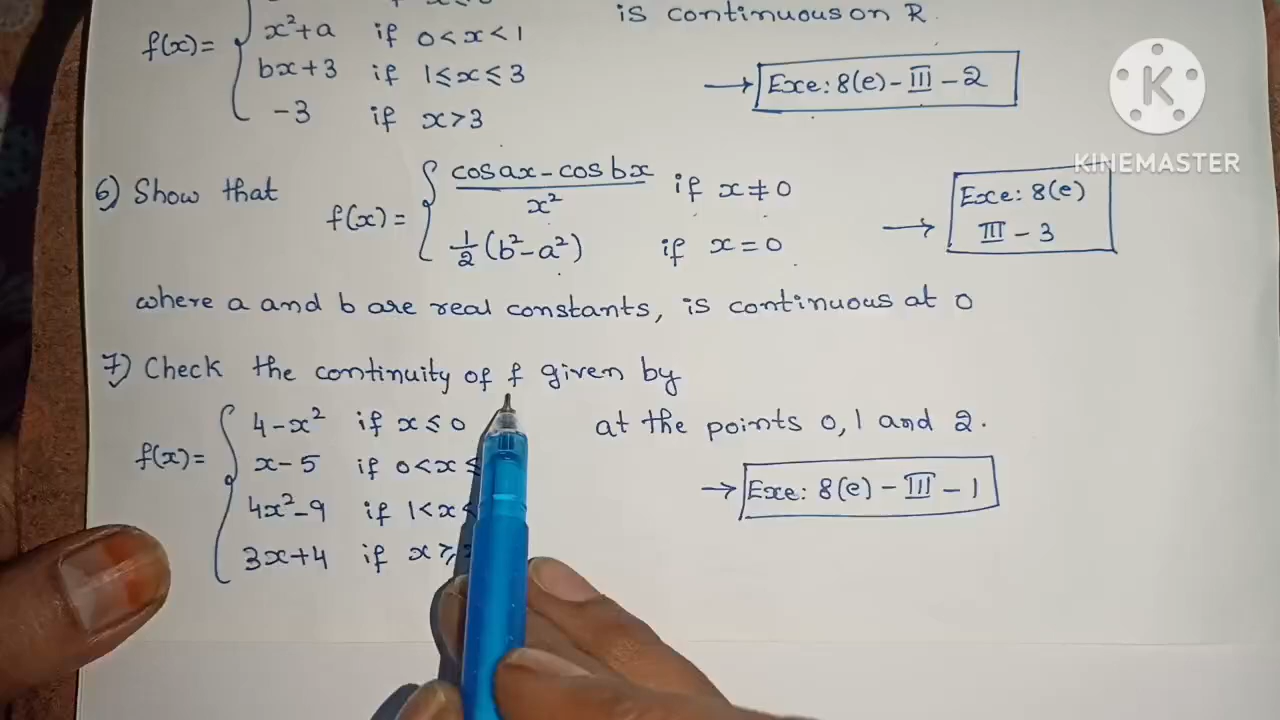 is continuous on R.
f(x) = { x²+a if 0<x<1
bx+3 if 1≤x≤3
-3 if x>3
→ Exe: 8(e) - III - 2
K
KINEMASTER
6) Show that f(x) = { cos ax - cos bx / x² if x≠0
½(b²-a²) if x=0
→ Exe: 8(e)
III - 3
where a and b are real constants, is continuous at 0
7) Check the continuity of f given by
f(x) = { 4-x² if x≤0
x-5 if 0<x≤
4x²-9 if 1<x<
3x+4 if x≥
at the points 0, 1 and 2.
→ Exe: 8(e) - III - 1